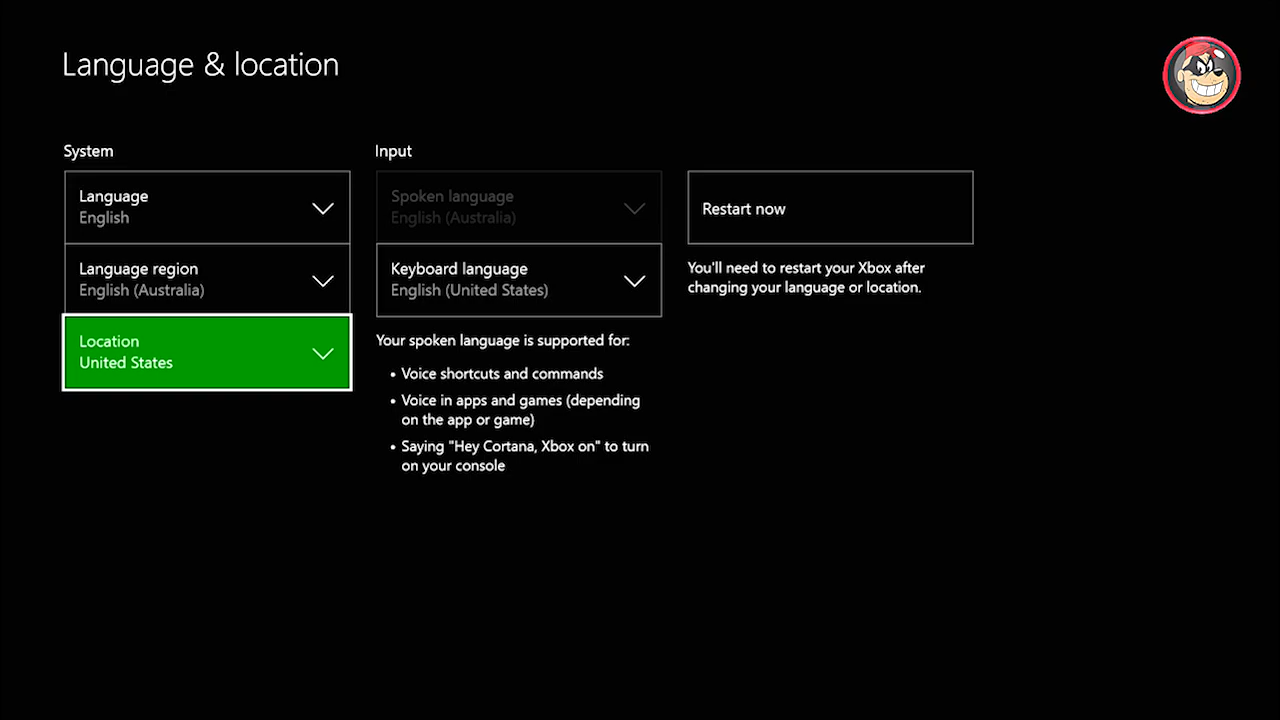 Language & location
System
Language
English
Language region
English (Australia)
Location
United States
Input
Spoken language
English (Australia)
Keyboard language
English (United States)
Your spoken language is supported for:
• Voice shortcuts and commands
• Voice in apps and games (depending
on the app or game)
• Saying "Hey Cortana, Xbox on" to turn
on your console
Restart now
You'll need to restart your Xbox after
changing your language or location.